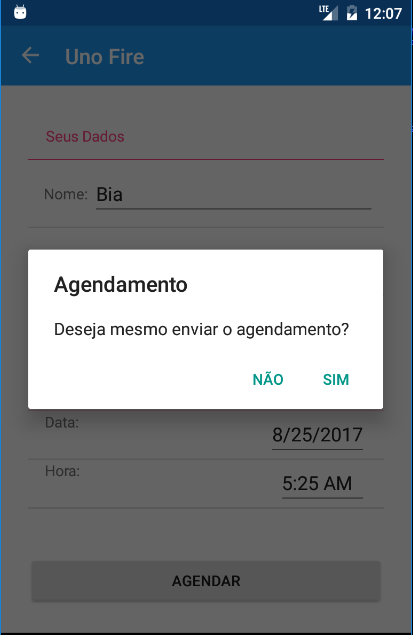 LTE 12:07
Uno Fire
Seus Dados
Nome: Bia
Agendamento
Deseja mesmo enviar o agendamento?
NÃO SIM
Data: 8/25/2017
Hora: 5:25 AM
AGENDAR